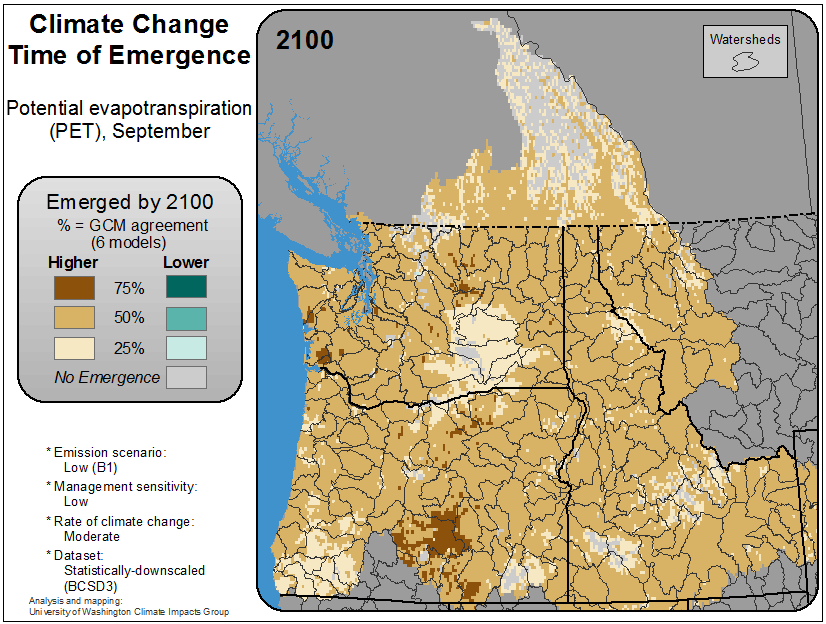 Climate Change
Time of Emergence
Potential evapotranspiration
(PET), September
Emerged by 2100
% = GCM agreement
(6 models)
Higher Lower
75%
50%
25%
No Emergence
* Emission scenario:
Low (B1)
* Management sensitivity:
Low
* Rate of climate change:
Moderate
* Dataset:
Statistically-downscaled
(BCSD3)
Analysis and mapping:
University of Washington Climate Impacts Group
2100
Watersheds